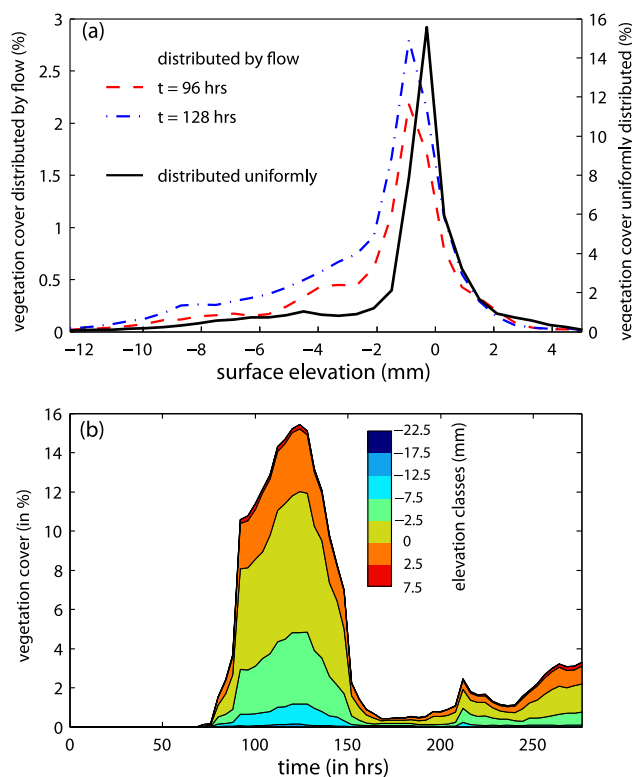 (a)
distributed by flow
t = 96 hrs
t = 128 hrs
distributed uniformly
vegetation cover distributed by flow (%)
3
2.5
2
1.5
1
0.5
0
vegetation cover uniformly distributed (%)
16
14
12
10
8
6
4
2
0
−12 −10 −8 −6 −4 −2 0 2 4
surface elevation (mm)
(b)
vegetation cover (in %)
16
14
12
10
8
6
4
2
0
−22.5
−17.5
−12.5
−7.5
−2.5
0
2.5
7.5
elevation classes (mm)
0 50 100 150 200 250
time (in hrs)